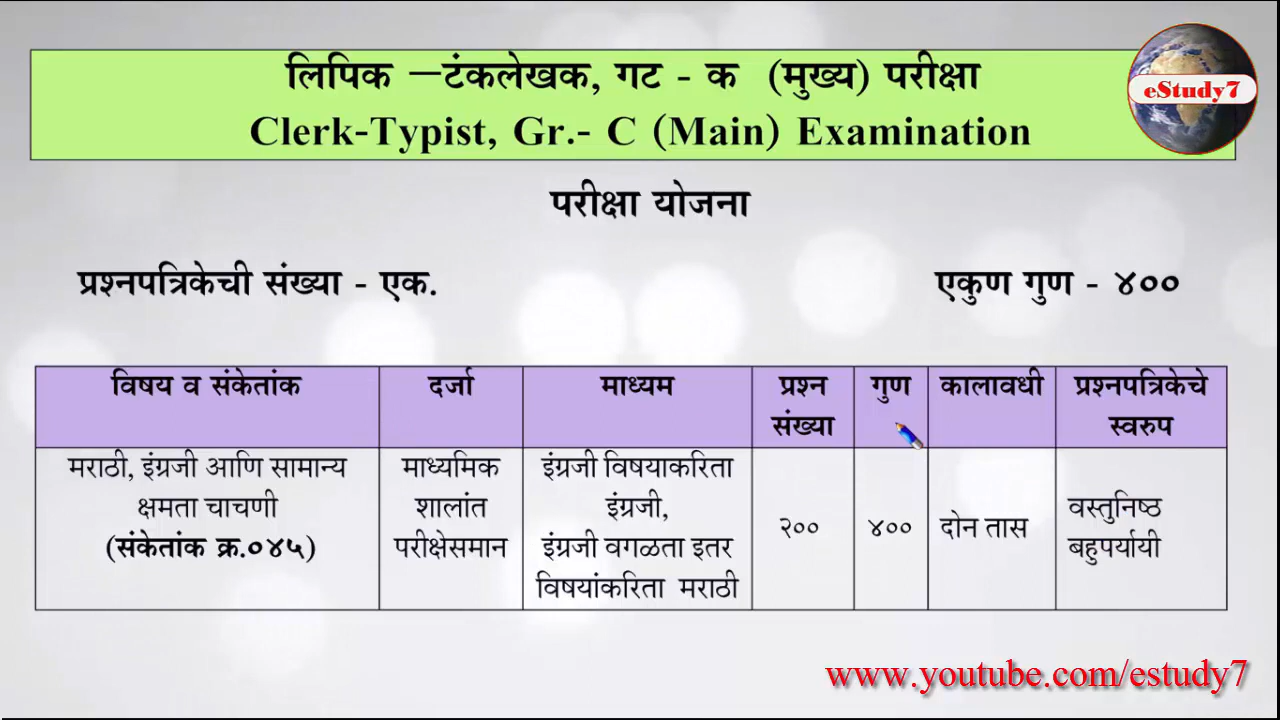 लिपिक –टंकलेखक, गट - क (मुख्य) परीक्षा
Clerk-Typist, Gr.- C (Main) Examination
eStudy7
परीक्षा योजना
प्रश्नपत्रिकेची संख्या - एक.
एकुण गुण - ४००
विषय व संकेतांक
दर्जा
माध्यम
प्रश्न
संख्या
गुण
कालावधी
प्रश्नपत्रिकेचे
स्वरुप
मराठी, इंग्रजी आणि सामान्य
क्षमता चाचणी
(संकेतांक क्र.०४५)
माध्यमिक
शालांत
परीक्षेसमान
इंग्रजी विषयाकरिता
इंग्रजी,
इंग्रजी वगळता इतर
विषयांकरिता मराठी
२००
४००
दोन तास
वस्तुनिष्ठ
बहुपर्यायी
www.youtube.com/estudy7